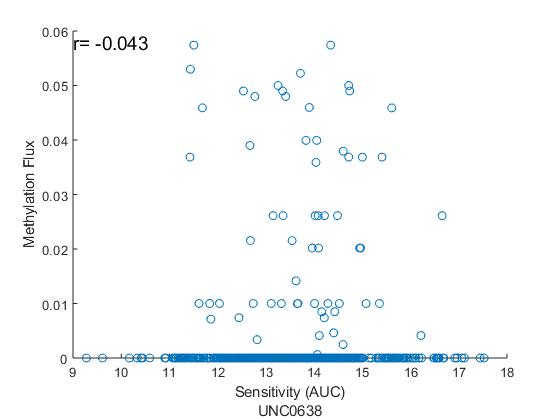 0.06
r= -0.043
0.05
0.04
0.03
0.02
0.01
0
Methylation Flux
9 10 11 12 13 14 15 16 17 18
Sensitivity (AUC)
UNC0638